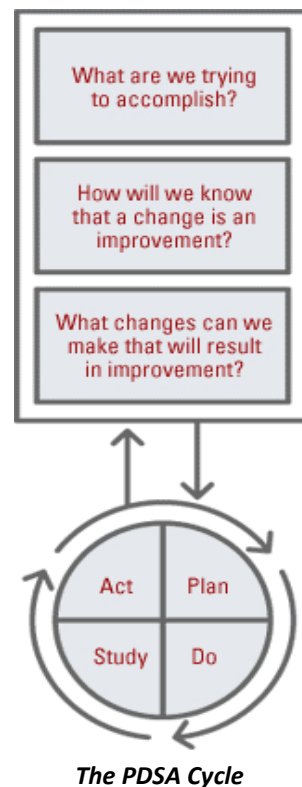 What are we trying
to accomplish?
How will we know
that a change is an
improvement?
What changes can we
make that will result
in improvement?
Act
Plan
Study
Do
The PDSA Cycle